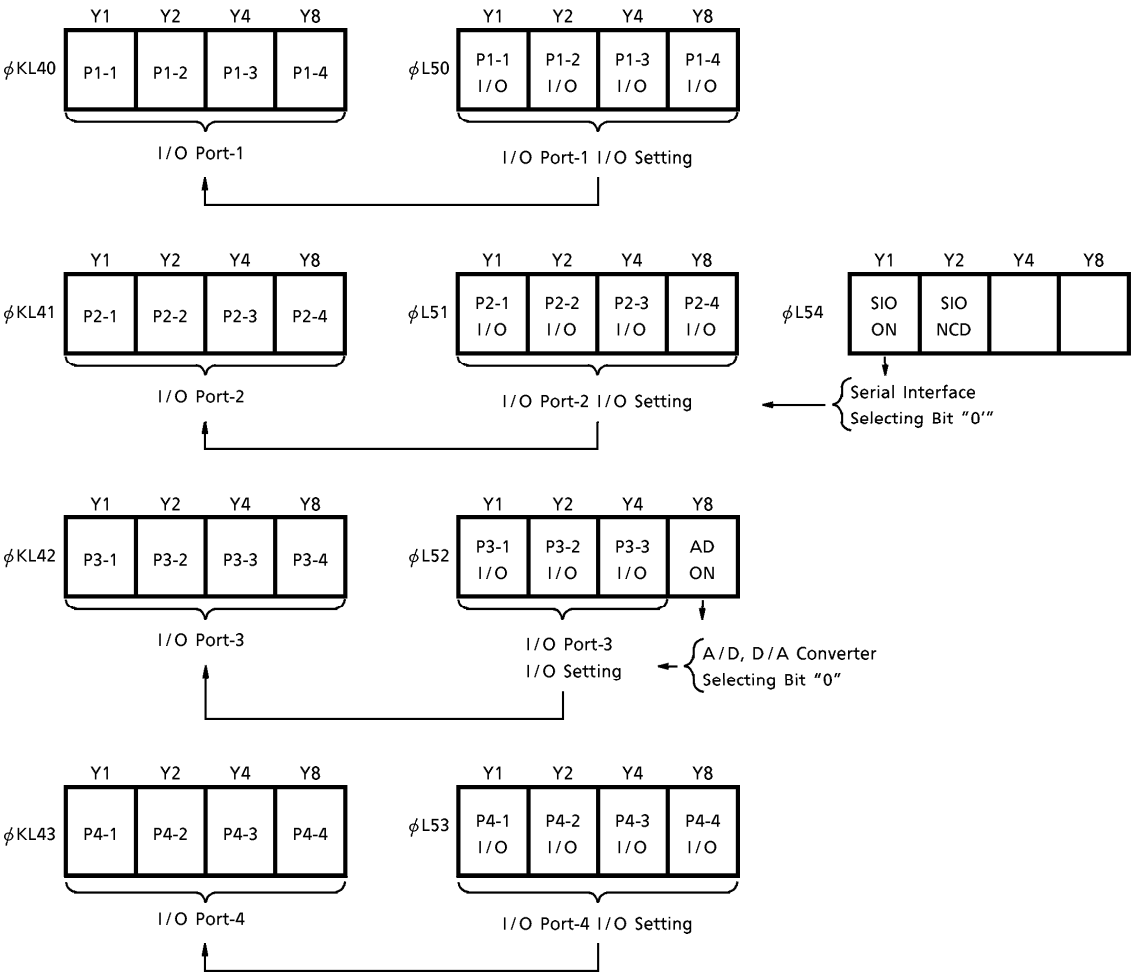 Y1 Y2 Y4 Y8 Y1 Y2 Y4 Y8
ϕKL40 P1-1 P1-2 P1-3 P1-4 ϕL50 P1-1 I/O P1-2 I/O P1-3 I/O P1-4 I/O
I/O Port-1 I/O Port-1 I/O Setting
Y1 Y2 Y4 Y8 Y1 Y2 Y4 Y8 Y1 Y2 Y4 Y8
ϕKL41 P2-1 P2-2 P2-3 P2-4 ϕL51 P2-1 I/O P2-2 I/O P2-3 I/O P2-4 I/O ϕL54 SIO ON SIO NCD
I/O Port-2 I/O Port-2 I/O Setting Serial Interface
Selecting Bit “0’”
Y1 Y2 Y4 Y8 Y1 Y2 Y4 Y8
ϕKL42 P3-1 P3-2 P3-3 P3-4 ϕL52 P3-1 I/O P3-2 I/O P3-3 I/O AD ON
I/O Port-3 I/O Port-3 A/D, D/A Converter
I/O Setting Selecting Bit “0”
Y1 Y2 Y4 Y8 Y1 Y2 Y4 Y8
ϕKL43 P4-1 P4-2 P4-3 P4-4 ϕL53 P4-1 I/O P4-2 I/O P4-3 I/O P4-4 I/O
I/O Port-4 I/O Port-4 I/O Setting